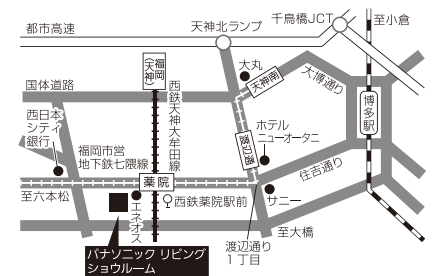 千鳥橋JCT
至小倉
都市高速
天神北ランプ
福岡
(天神)
大丸
天神南
大博通り
国体道路
西鉄天神大牟田線
博多駅
西日本
シティ
銀行
福岡市営
地下鉄七隈線
渡辺通
ホテル
ニューオータニ
住吉通り
薬院
至六本松
エネオス
西鉄薬院駅前
サニー
至大橋
渡辺通り
1丁目
パナソニック リビング
ショウルーム